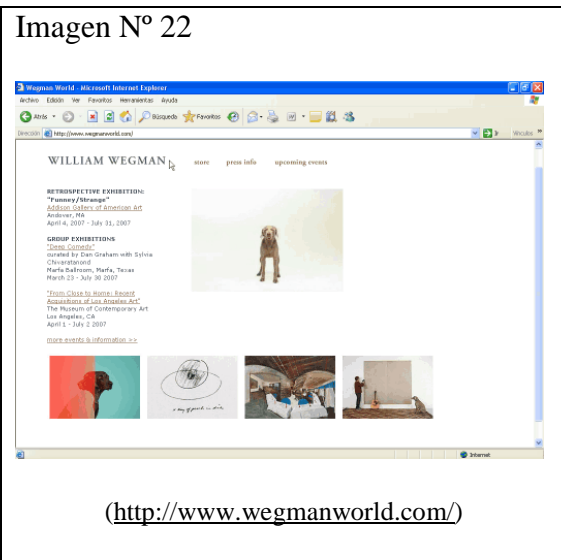 Imagen Nº 22
Wegman World - Microsoft Internet Explorer
Archivo Edición Ver Favoritos Herramientas Ayuda
Atrás Búsqueda Favoritos
Dirección http://www.wegmanworld.com/ Ir Vínculos »
WILLIAM WEGMAN store press info upcoming events
RETROSPECTIVE EXHIBITION:
"Funney/Strange"
Addison Gallery of American Art
Andover, MA
April 4, 2007 - July 31, 2007
GROUP EXHIBITIONS
"Deep Comedy"
curated by Dan Graham with Sylvia
Chivaratanond
Marfa Ballroom, Marfa, Texas
March 23 - July 30 2007
"From Close to Home: Recent
Acquisitions of Los Angeles Art"
The Museum of Contemporary Art
Los Angeles, CA
April 1 - July 2 2007
more events & information >>
Internet
(http://www.wegmanworld.com/)